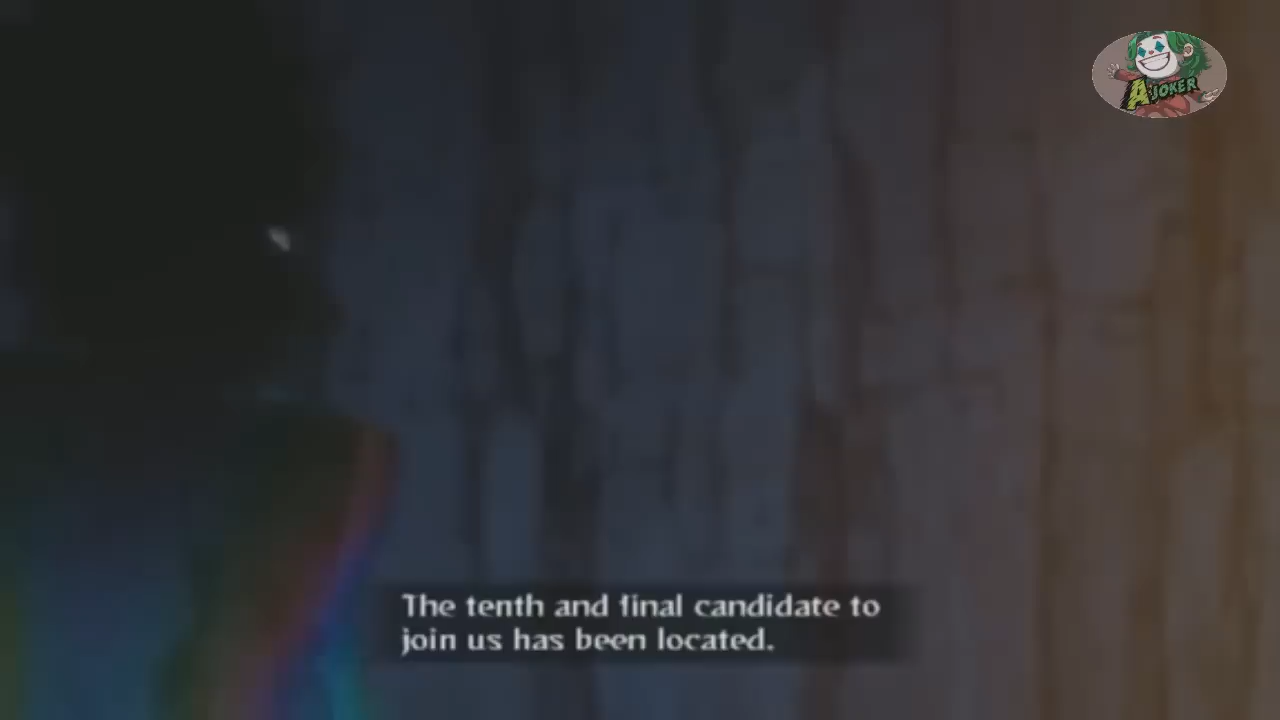 A JOKER
The tenth and final candidate to
join us has been located.